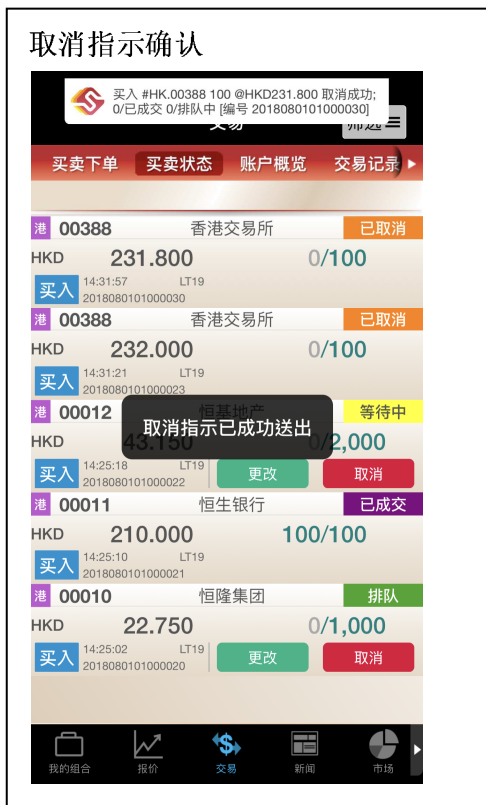 取消指示确认
买入 #HK.00388 100 @HKD231.800 取消成功;
0/已成交 0/排队中 [编号 2018080101000030]
交易
筛选
买卖下单 买卖状态 账户概览 交易记录
港 00388 香港交易所 已取消
HKD 231.800 0/100
买入 14:31:57 LT19
2018080101000030
港 00388 香港交易所 已取消
HKD 232.000 0/100
买入 14:31:21 LT19
2018080101000023
港 00012 恒基地产 等待中
HKD 43.150 0/2,000
取消指示已成功送出
买入 14:25:18 LT19 更改 取消
2018080101000022
港 00011 恒生银行 已成交
HKD 210.000 100/100
买入 14:25:10 LT19
2018080101000021
港 00010 恒隆集团 排队
HKD 22.750 0/1,000
买入 14:25:02 LT19 更改 取消
2018080101000020
我的组合 报价 交易 新闻 市场